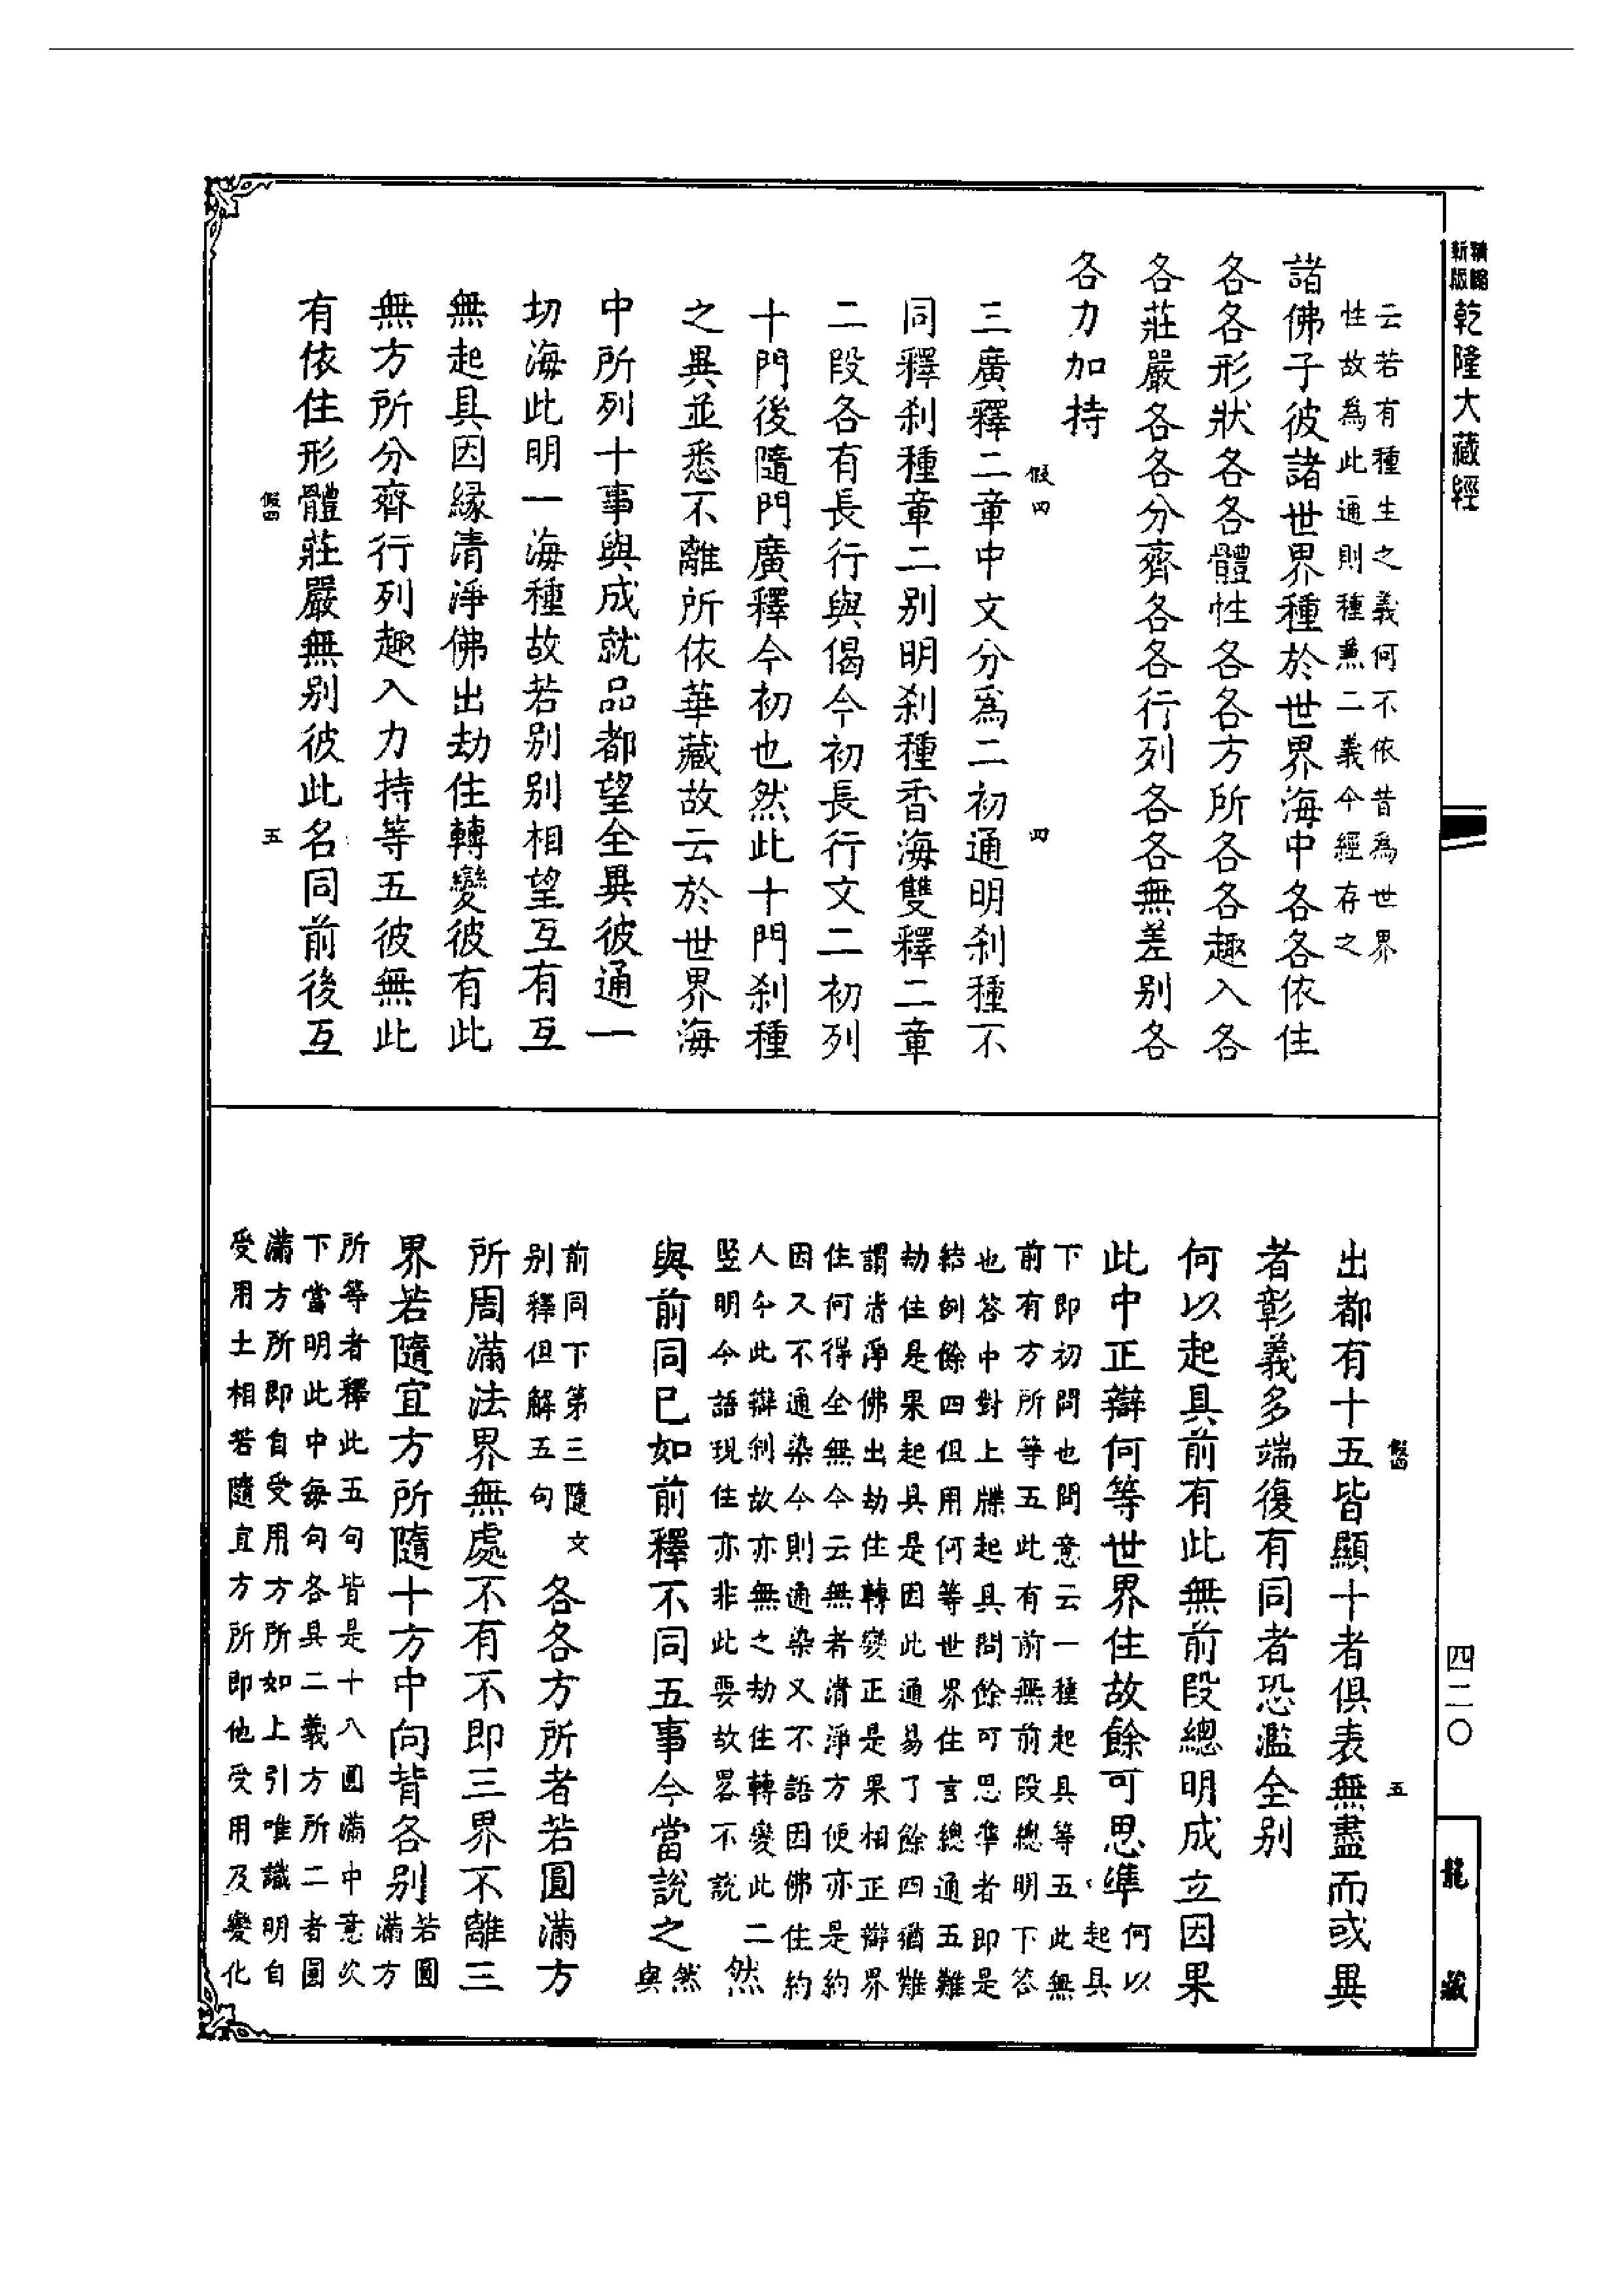 精縮
新版
乾隆大藏經
云若有種生之義何不依昔為世界
性故為此通則種熏二義今經存之
諸佛子彼諸世界種於世界海中各各依住
各各形狀各各體性各各方所各各趣入各
各莊嚴各各分齊各各行列各各無差別各
各力加持
假四
四
三廣釋二章中文分為二初通明剎種不
同釋剎種章二別明剎種香海雙釋二章
二段各有長行與偈今初長行文二初列
十門後隨門廣釋今初也然此十門剎種
之異並悉不離所依華藏故云於世界海
中所列十事與成就品都望全異彼通一
切海此明一海種故若別別相望互有互
無起具因緣清淨佛出劫住轉變彼有此
無方所分齊行列趣入力持等五彼無此
有依住形體莊嚴無別彼此名同前後互
假四
五
四二〇
龍藏
假四
五
出都有十五皆顯十者俱表無盡而或異
者彰義多端復有同者恐濫全別
何以起具前有此無前段總明成立因果
此中正辯何等世界住故餘可思準
何以
起具
下即初問也問意云一種起具等五此無
前有方所等五此有前無前段總明下答
也答中對上牒起具問餘可思準者即是
結例餘四但用何等世界住言總通五難
劫住是果起具是因此通易了餘四猶難
謂清淨佛出劫住轉變正是果相正辯界
住何得全無今云無者清淨方便亦是約
因又不通染今則通染又不語因佛住約
人今此辯剎故亦無之劫住轉變此二
豎明今語現住亦非此要故畧不說
然
與前同已如前釋不同五事今當說之
然
與
前同下第三隨文
別釋但解五句
各各方所者若圓滿方
所周滿法界無處不有不即三界不離三
界若隨宜方所隨十方中向背各別
若圓
滿方
所等者釋此五句皆是十八圓滿中意次
下當明此中每句各具二義方所二者圓
滿方所即自受用方所如上引唯識明自
受用土相若隨宜方所即他受用及變化